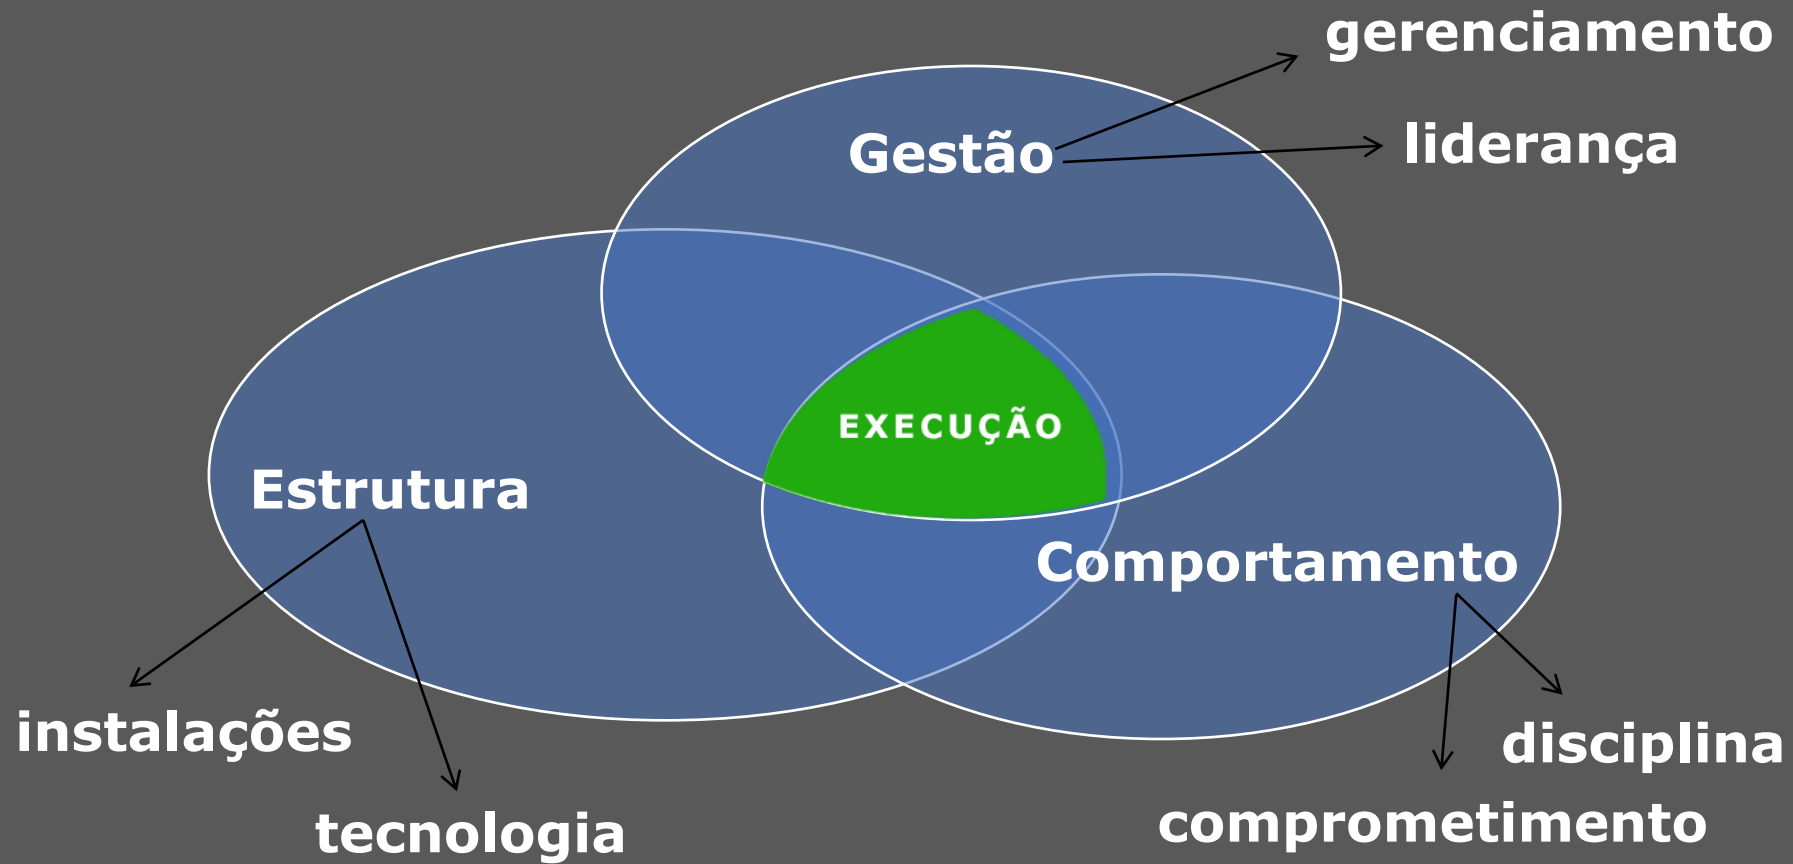 gerenciamento
liderança
Gestão
EXECUÇÃO
Estrutura
Comportamento
instalações
disciplina
tecnologia
comprometimento